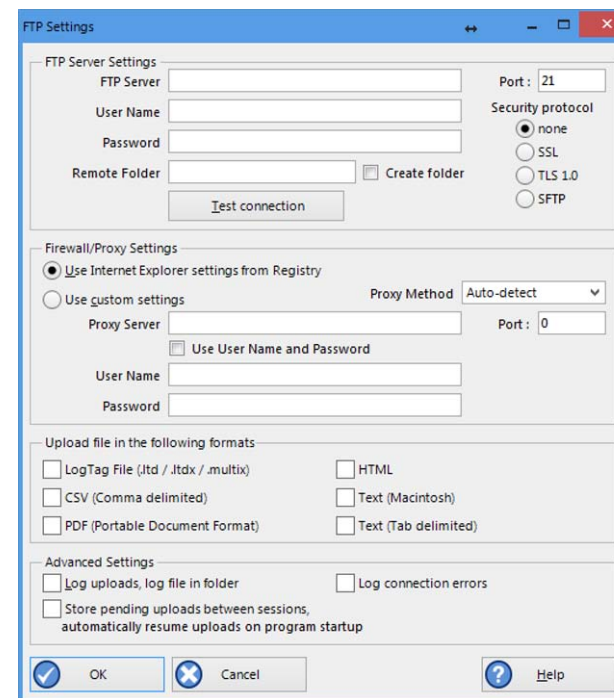 FTP Settings
FTP Server Settings
FTP Server
Port : 21
User Name
Security protocol
none
Password
SSL
Remote Folder
Create folder
TLS 1.0
SFTP
Test connection
Firewall/Proxy Settings
Use Internet Explorer settings from Registry
Use custom settings
Proxy Method Auto-detect
Proxy Server
Port : 0
Use User Name and Password
User Name
Password
Upload file in the following formats
LogTag File (.ltd / .ltdx / .multix)
HTML
CSV (Comma delimited)
Text (Macintosh)
PDF (Portable Document Format)
Text (Tab delimited)
Advanced Settings
Log uploads, log file in folder
Log connection errors
Store pending uploads between sessions,
automatically resume uploads on program startup
OK
Cancel
Help